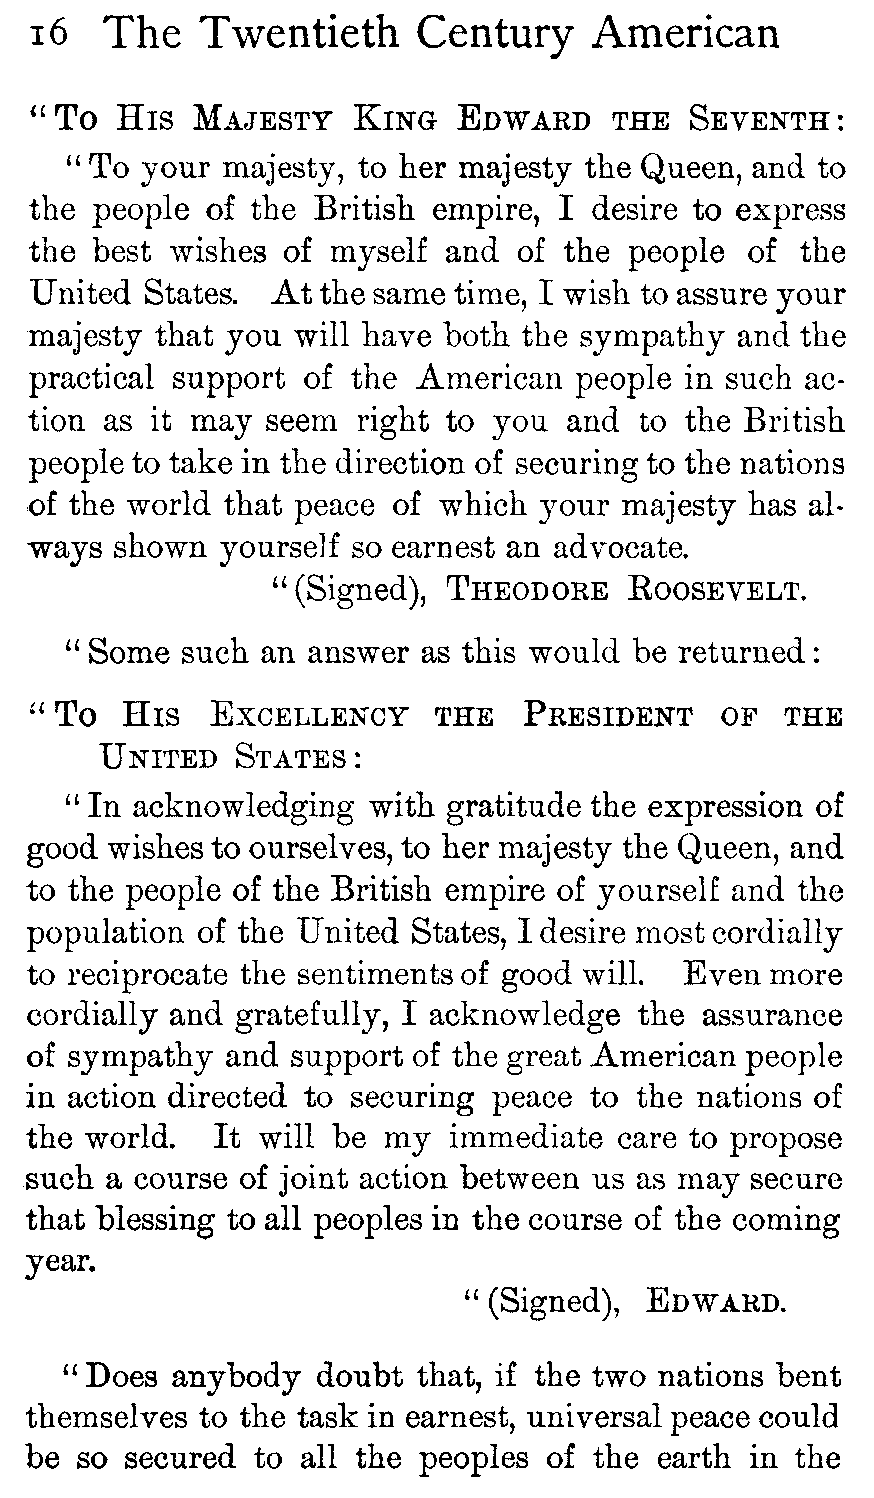 16 The Twentieth Century American
“To His Majesty King Edward the Seventh:
“To your majesty, to her majesty the Queen, and to
the people of the British empire, I desire to express
the best wishes of myself and of the people of the
United States. At the same time, I wish to assure your
majesty that you will have both the sympathy and the
practical support of the American people in such ac-
tion as it may seem right to you and to the British
people to take in the direction of securing to the nations
of the world that peace of which your majesty has al-
ways shown yourself so earnest an advocate.
“(Signed), Theodore Roosevelt.
“Some such an answer as this would be returned:
“To His Excellency the President of the
United States:
“In acknowledging with gratitude the expression of
good wishes to ourselves, to her majesty the Queen, and
to the people of the British empire of yourself and the
population of the United States, I desire most cordially
to reciprocate the sentiments of good will. Even more
cordially and gratefully, I acknowledge the assurance
of sympathy and support of the great American people
in action directed to securing peace to the nations of
the world. It will be my immediate care to propose
such a course of joint action between us as may secure
that blessing to all peoples in the course of the coming
year.
“(Signed), Edward.
“Does anybody doubt that, if the two nations bent
themselves to the task in earnest, universal peace could
be so secured to all the peoples of the earth in the